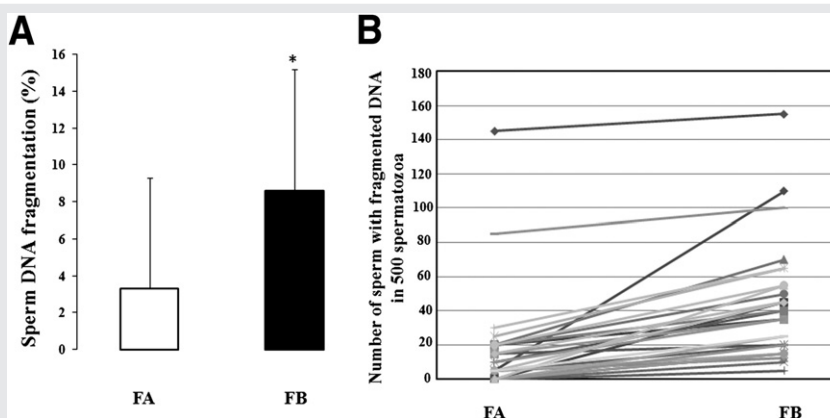 A
Sperm DNA fragmentation (%)
16
14
12
10
8
6
4
2
0
*
FA
FB
B
Number of sperm with fragmented DNA
in 500 spermatozoa
180
160
140
120
100
80
60
40
20
0
FA
FB